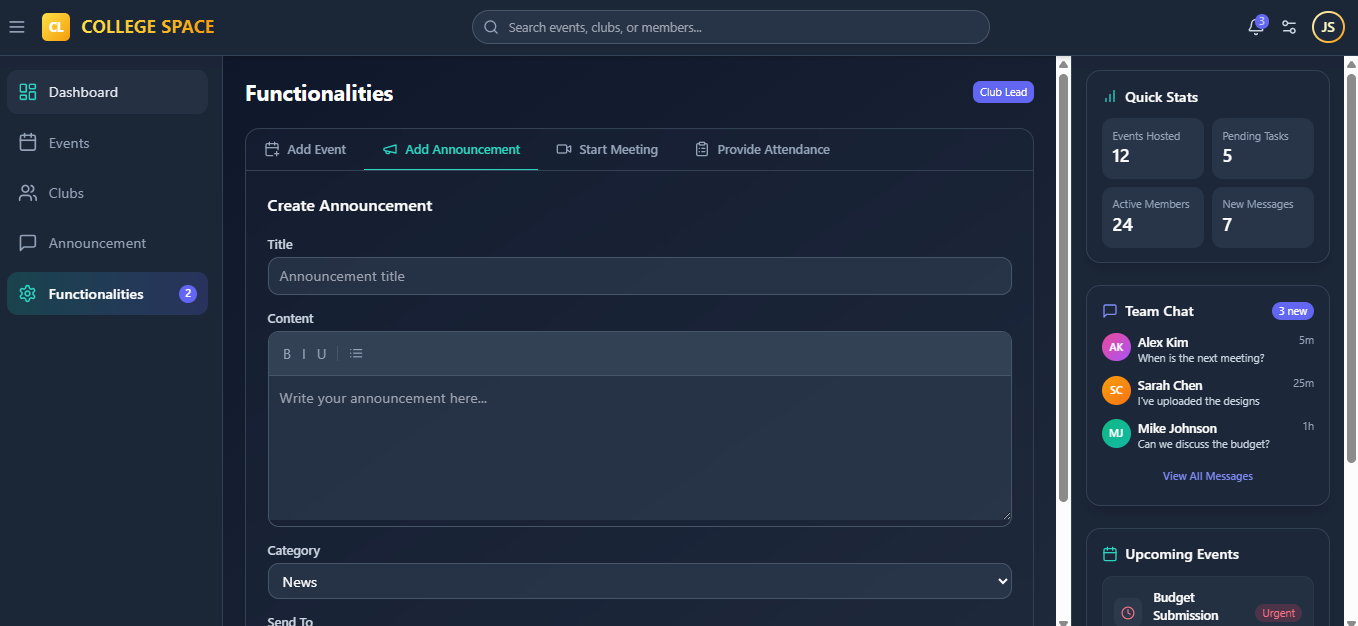 CL COLLEGE SPACE
Search events, clubs, or members...
3
JS
Dashboard
Events
Clubs
Announcement
Functionalities 2
Functionalities
Club Lead
Add Event Add Announcement Start Meeting Provide Attendance
Create Announcement
Title
Announcement title
Content
B I U
Write your announcement here...
Category
News
Send To
Quick Stats
Events Hosted Pending Tasks
12 5
Active Members New Messages
24 7
Team Chat 3 new
AK Alex Kim 5m
When is the next meeting?
SC Sarah Chen 25m
I've uploaded the designs
MJ Mike Johnson 1h
Can we discuss the budget?
View All Messages
Upcoming Events
Budget
Submission Urgent